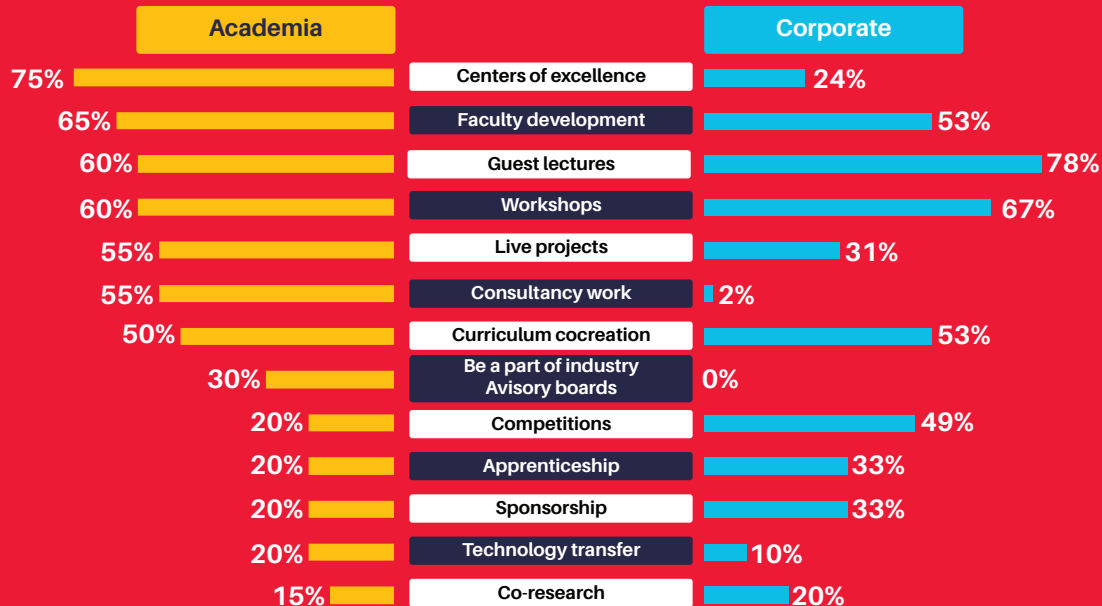 Academia Corporate
75% Centers of excellence 24%
65% Faculty development 53%
60% Guest lectures 78%
60% Workshops 67%
55% Live projects 31%
55% Consultancy work 2%
50% Curriculum cocreation 53%
30% Be a part of industry 0%
Avisory boards
20% Competitions 49%
20% Apprenticeship 33%
20% Sponsorship 33%
20% Technology transfer 10%
15% Co-research 20%